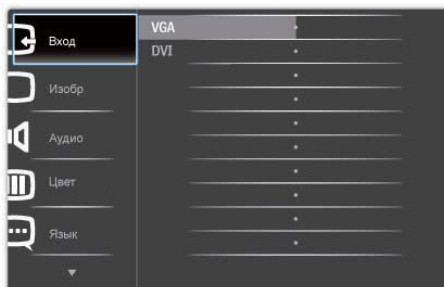 Вход
VGA
DVI
Изобр
Аудио
Цвет
Язык